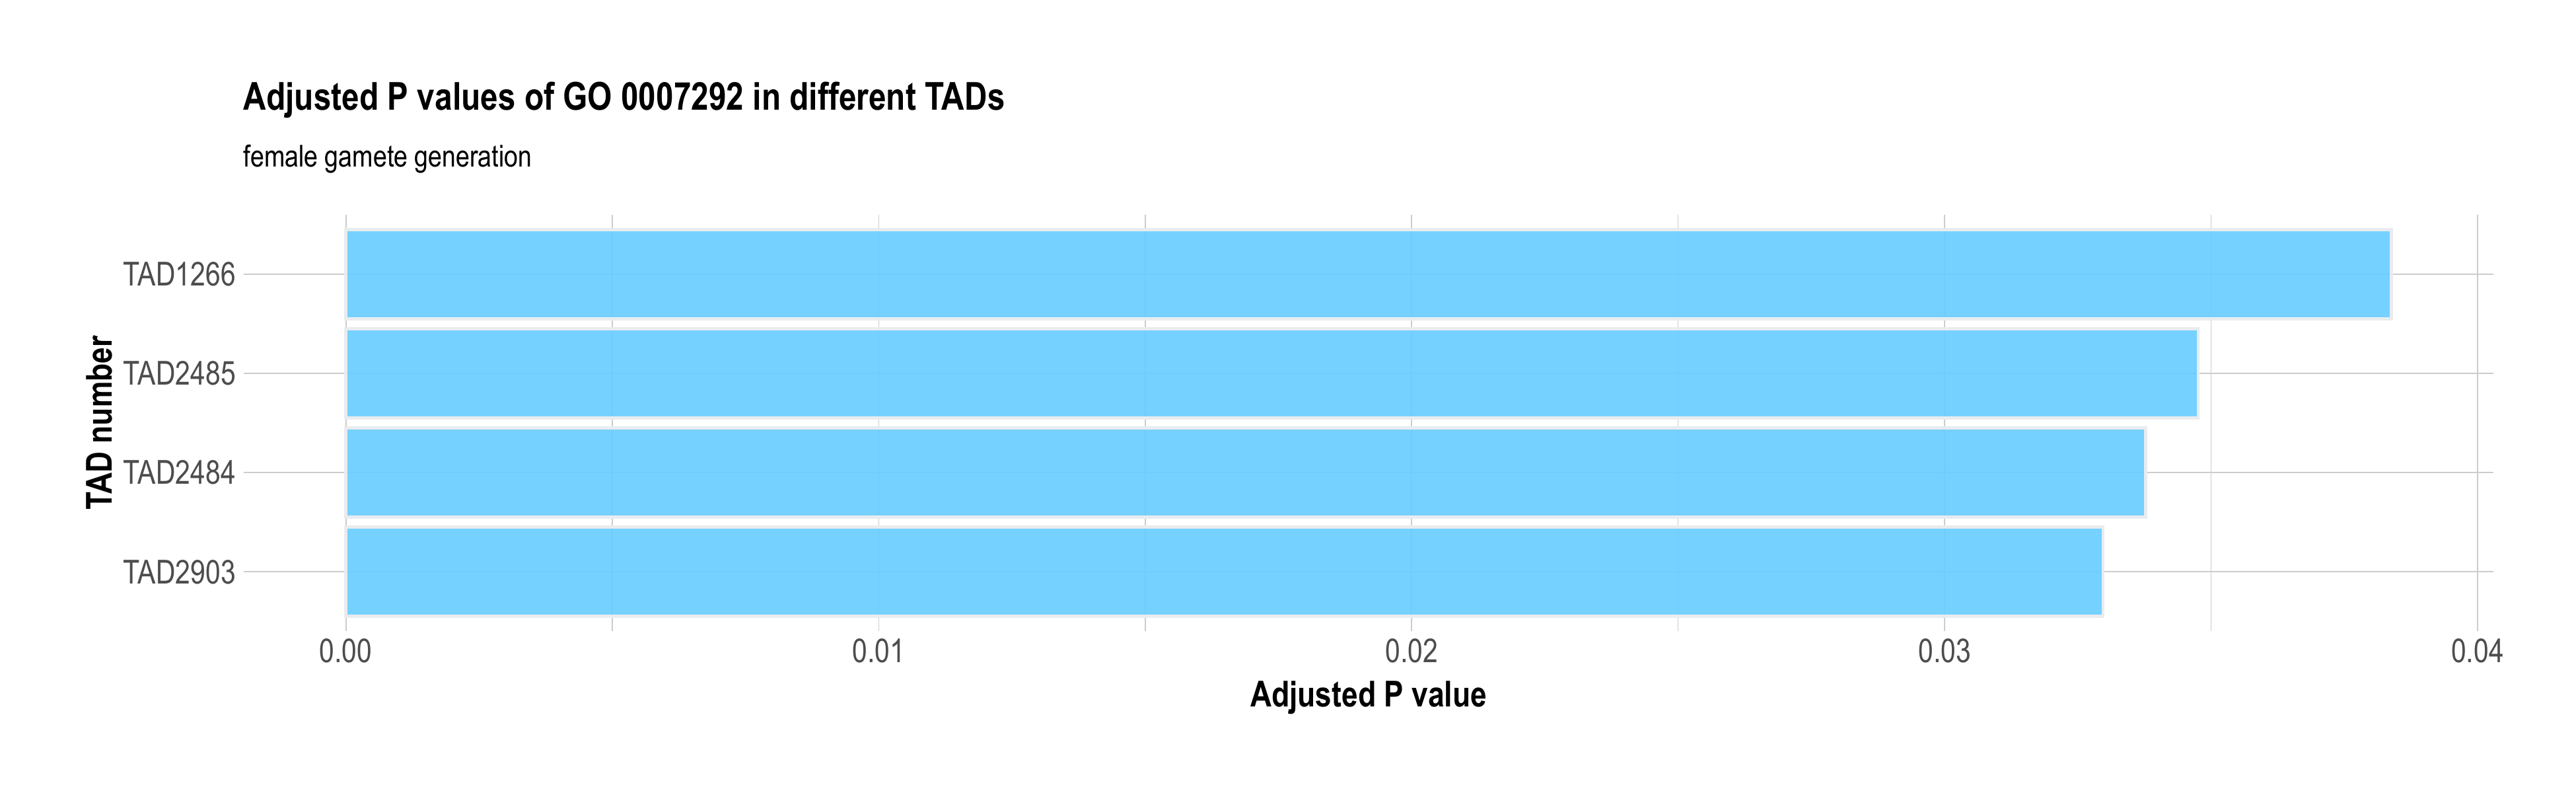 Adjusted P values of GO 0007292 in different TADs
female gamete generation
TAD number
TAD1266
TAD2485
TAD2484
TAD2903
0.00 0.01 0.02 0.03 0.04
Adjusted P value